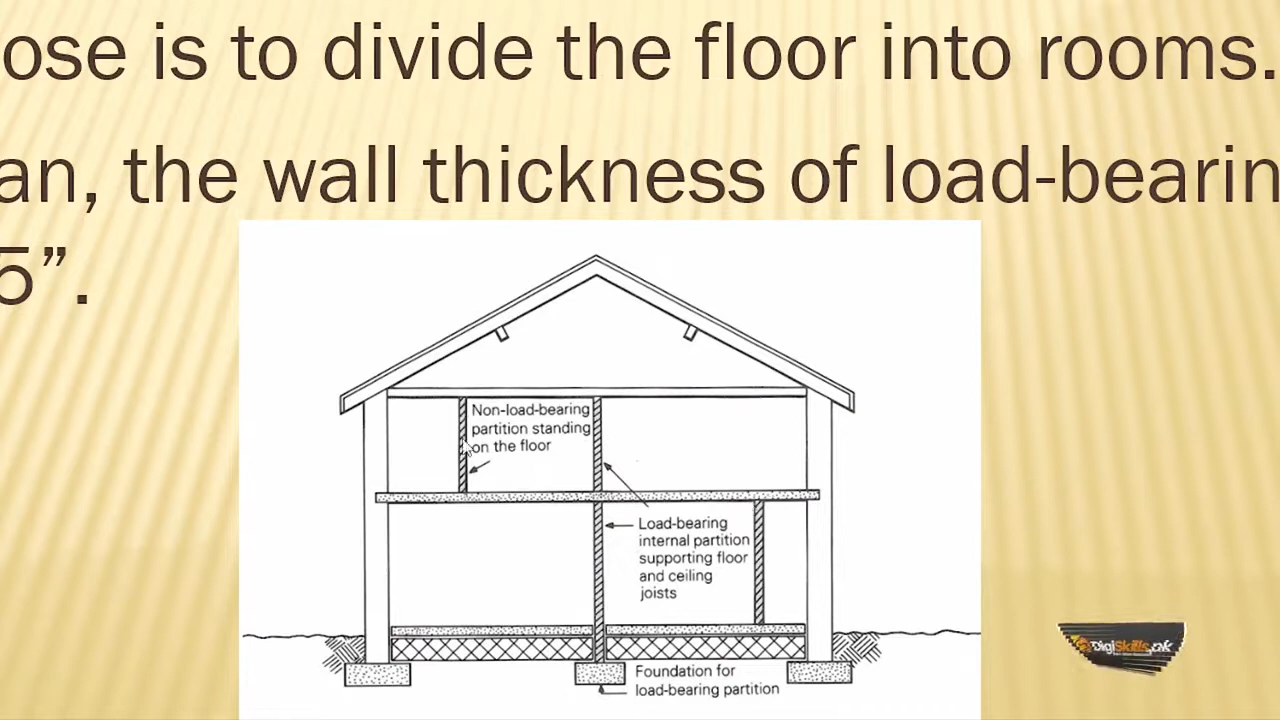 ose is to divide the floor into rooms.
an, the wall thickness of load-bearin
5”.
Non-load-bearing
partition standing
on the floor
Load-bearing
internal partition
supporting floor
and ceiling
joists
Foundation for
load-bearing partition
DigiSkills.pk